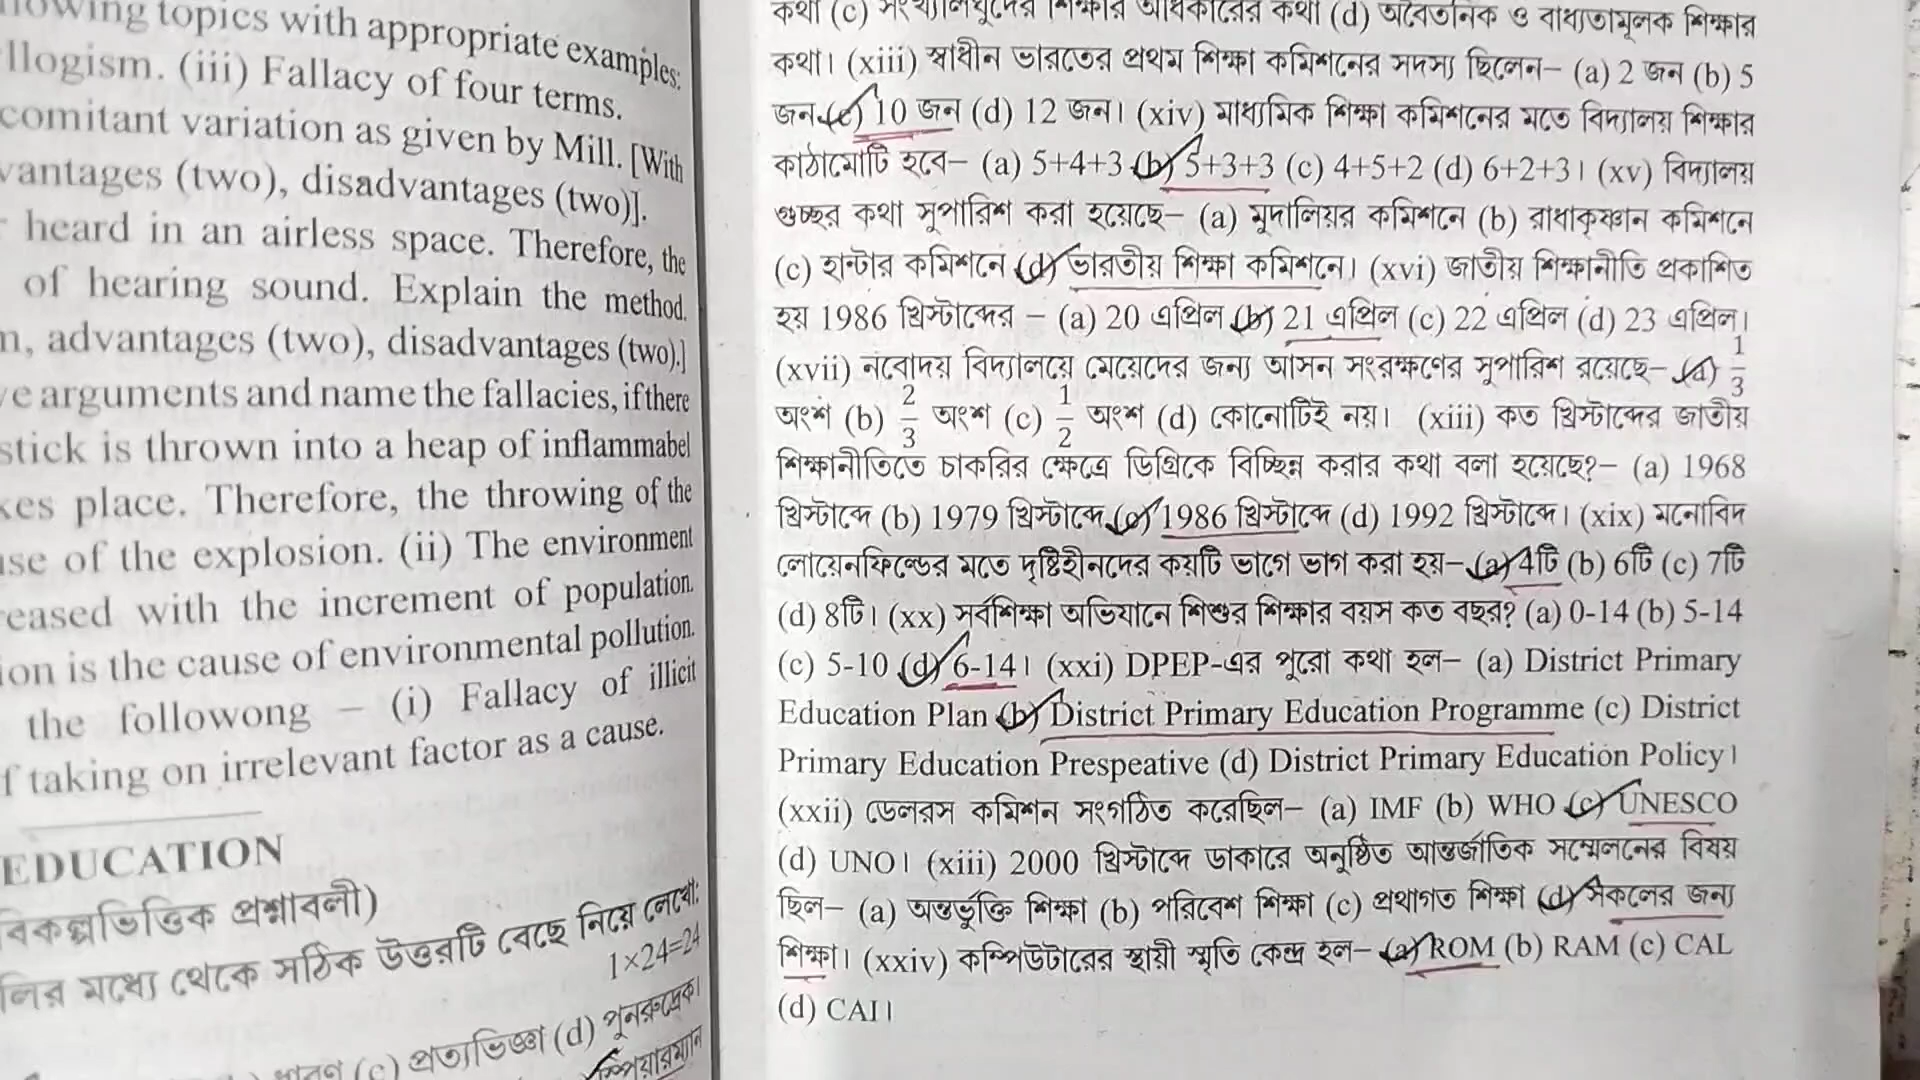 lowing topics with appropriate examples:
llogism. (iii) Fallacy of four terms.
comitant variation as given by Mill. [With
vantages (two), disadvantages (two)].
heard in an airless space. Therefore, the
of hearing sound. Explain the method.
n, advantages (two), disadvantages (two).]
ve arguments and name the fallacies, if there
stick is thrown into a heap of inflammabel
kes place. Therefore, the throwing of the
use of the explosion. (ii) The environment
reased with the increment of population.
ion is the cause of environmental pollution.
the followong – (i) Fallacy of illicit
f taking on irrelevant factor as a cause.
EDUCATION
বিকল্পভিত্তিক প্রশ্নাবলী)
লির মধ্যে থেকে সঠিক উত্তরটি বেছে নিয়ে লেখো:
1×24=24
(c) প্রত্যভিজ্ঞা (d) পুনরুদ্রেক।
স্পিয়ারম্যান
কথা (c) সংখ্যালঘুদের শিক্ষার অধিকারের কথা (d) অবৈতনিক ও বাধ্যতামূলক শিক্ষার
কথা। (xiii) স্বাধীন ভারতের প্রথম শিক্ষা কমিশনের সদস্য ছিলেন– (a) 2 জন (b) 5
জন (c) 10 জন (d) 12 জন। (xiv) মাধ্যমিক শিক্ষা কমিশনের মতে বিদ্যালয় শিক্ষার
কাঠামোটি হবে– (a) 5+4+3 (b) 5+3+3 (c) 4+5+2 (d) 6+2+3। (xv) বিদ্যালয়
গুচ্ছর কথা সুপারিশ করা হয়েছে– (a) মুদালিয়র কমিশনে (b) রাধাকৃষ্ণান কমিশনে
(c) হান্টার কমিশনে (d) ভারতীয় শিক্ষা কমিশনে। (xvi) জাতীয় শিক্ষানীতি প্রকাশিত
হয় 1986 খ্রিস্টাব্দের – (a) 20 এপ্রিল (b) 21 এপ্রিল (c) 22 এপ্রিল (d) 23 এপ্রিল।
(xvii) নবোদয় বিদ্যালয়ে মেয়েদের জন্য আসন সংরক্ষণের সুপারিশ রয়েছে– (a) 1/3
অংশ (b) 2/3 অংশ (c) 1/2 অংশ (d) কোনোটিই নয়। (xiii) কত খ্রিস্টাব্দের জাতীয়
শিক্ষানীতিতে চাকরির ক্ষেত্রে ডিগ্রিকে বিচ্ছিন্ন করার কথা বলা হয়েছে?– (a) 1968
খ্রিস্টাব্দে (b) 1979 খ্রিস্টাব্দে (c) 1986 খ্রিস্টাব্দে (d) 1992 খ্রিস্টাব্দে। (xix) মনোবিদ
লোয়েনফিল্ডের মতে দৃষ্টিহীনদের কয়টি ভাগে ভাগ করা হয়– (a) 4টি (b) 6টি (c) 7টি
(d) 8টি। (xx) সর্বশিক্ষা অভিযানে শিশুর শিক্ষার বয়স কত বছর? (a) 0-14 (b) 5-14
(c) 5-10 (d) 6-14। (xxi) DPEP-এর পুরো কথা হল– (a) District Primary
Education Plan (b) District Primary Education Programme (c) District
Primary Education Prespeative (d) District Primary Education Policy।
(xxii) ডেলরস কমিশন সংগঠিত করেছিল– (a) IMF (b) WHO (c) UNESCO
(d) UNO। (xiii) 2000 খ্রিস্টাব্দে ডাকারে অনুষ্ঠিত আন্তর্জাতিক সম্মেলনের বিষয়
ছিল– (a) অন্তর্ভুক্তি শিক্ষা (b) পরিবেশ শিক্ষা (c) প্রথাগত শিক্ষা (d) সকলের জন্য
শিক্ষা। (xxiv) কম্পিউটারের স্থায়ী স্মৃতি কেন্দ্র হল– (a) ROM (b) RAM (c) CAL
(d) CAI।